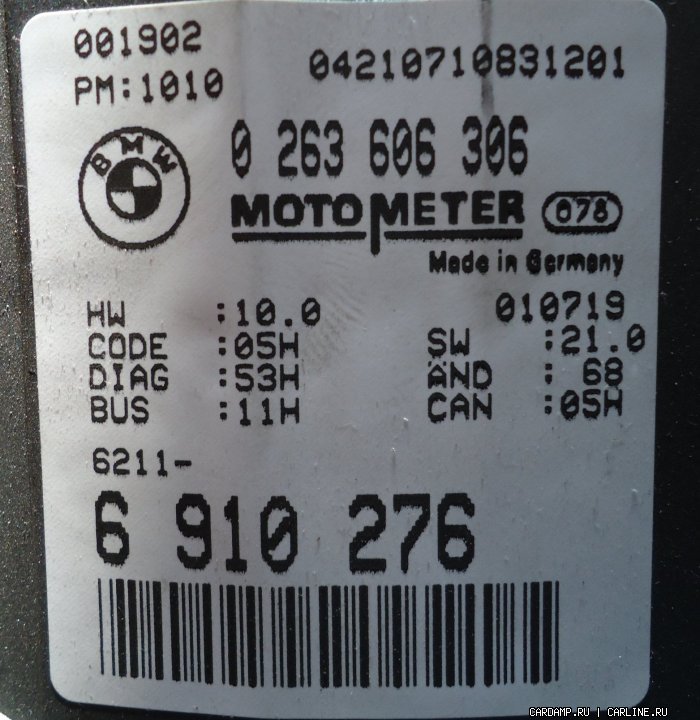 001902
04210710831201
PM:1010
BMW
0 263 606 306
MOTOMETER 078
Made in Germany
010719
HW :10.0
CODE :05H SW :21.0
DIAG :53H ÄND : 68
BUS :11H CAN :05H
6211-
6 910 276
CARDAMP.RU | CARLINE.RU